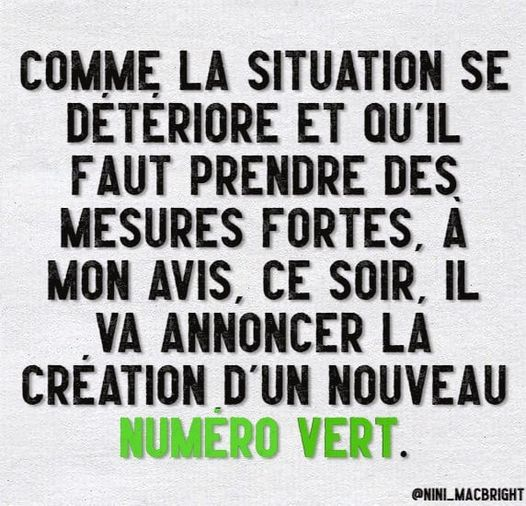 COMME LA SITUATION SE
DÉTÉRIORE ET QU'IL
FAUT PRENDRE DES
MESURES FORTES, À
MON AVIS, CE SOIR, IL
VA ANNONCER LA
CRÉATION D'UN NOUVEAU
NUMÉRO VERT.
@NINI_MACBRIGHT